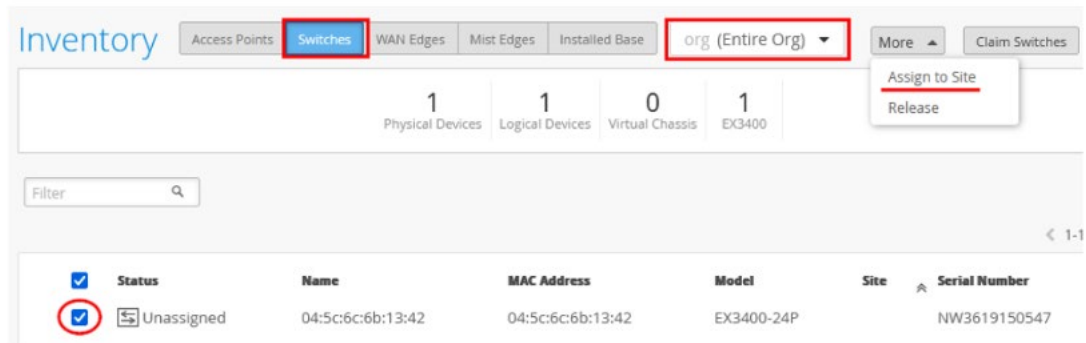 Inventory Access Points Switches WAN Edges Mist Edges Installed Base org (Entire Org) More Claim Switches
Assign to Site
Release
1 1 0 1
Physical Devices Logical Devices Virtual Chassis EX3400
Filter
1-1
Status Name MAC Address Model Site Serial Number
Unassigned 04:5c:6c:6b:13:42 04:5c:6c:6b:13:42 EX3400-24P NW3619150547